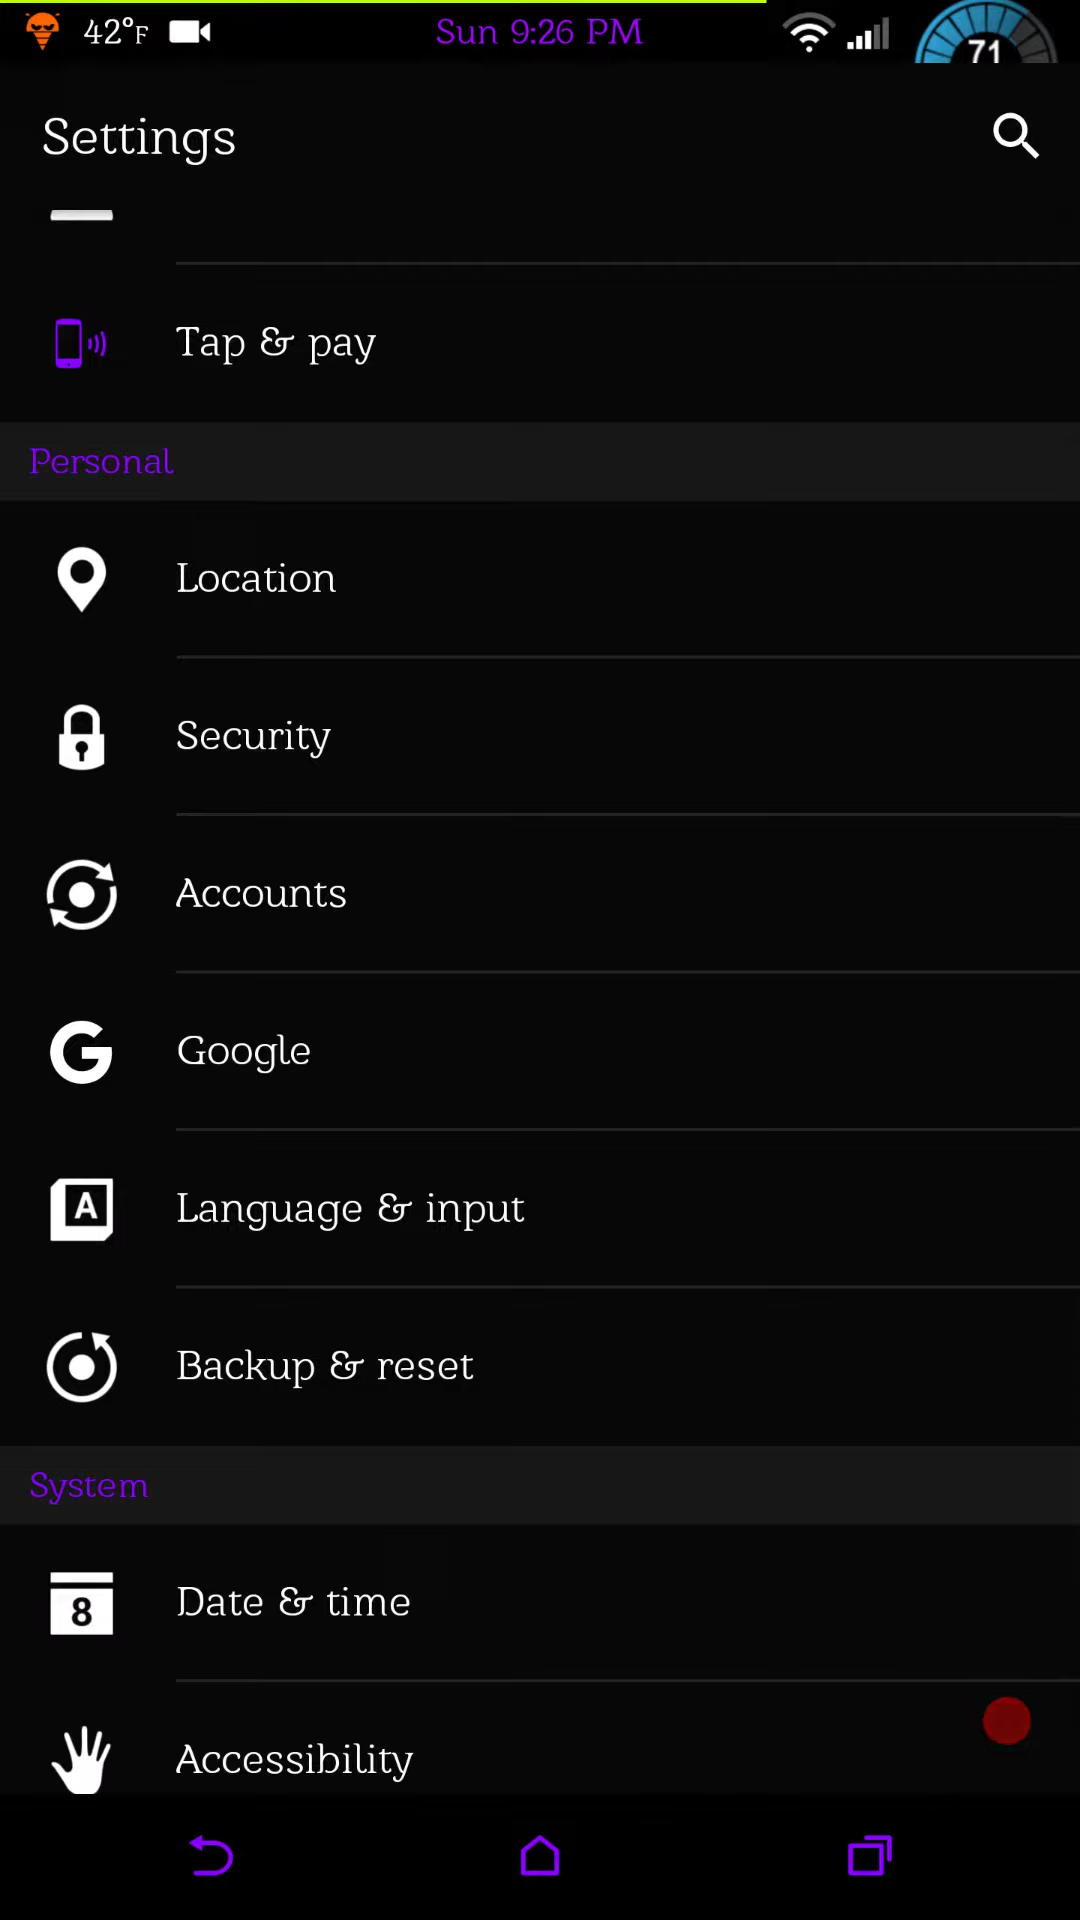 42°F Sun 9:26 PM 71
Settings
Tap & pay
Personal
Location
Security
Accounts
G Google
A Language & input
Backup & reset
System
8 Date & time
Accessibility